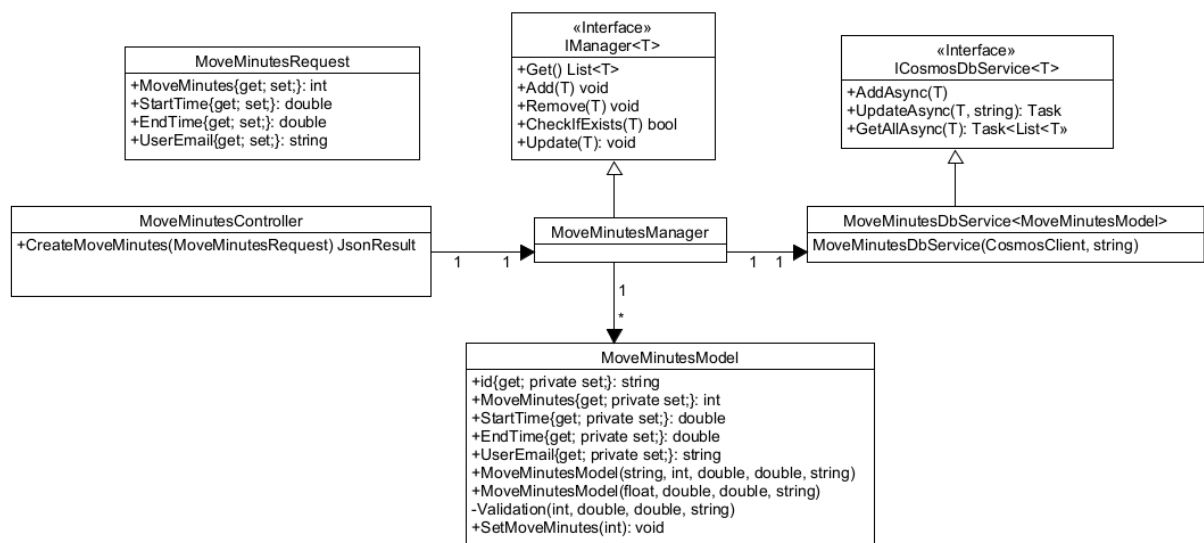 MoveMinutesRequest
+MoveMinutes{get; set;}: int
+StartTime{get; set;}: double
+EndTime{get; set;}: double
+UserEmail{get; set;}: string
«Interface»
IManager<T>
+Get() List<T>
+Add(T) void
+Remove(T) void
+CheckIfExists(T) bool
+Update(T): void
«Interface»
ICosmosDbService<T>
+AddAsync(T)
+UpdateAsync(T, string): Task
+GetAllAsync(T): Task<List<T»
MoveMinutesController
+CreateMoveMinutes(MoveMinutesRequest) JsonResult
1
1
MoveMinutesManager
1
1
MoveMinutesDbService<MoveMinutesModel>
MoveMinutesDbService(CosmosClient, string)
1
*
MoveMinutesModel
+id{get; private set;}: string
+MoveMinutes{get; private set;}: int
+StartTime{get; private set;}: double
+EndTime{get; private set;}: double
+UserEmail{get; private set;}: string
+MoveMinutesModel(string, int, double, double, string)
+MoveMinutesModel(float, double, double, string)
-Validation(int, double, double, string)
+SetMoveMinutes(int): void